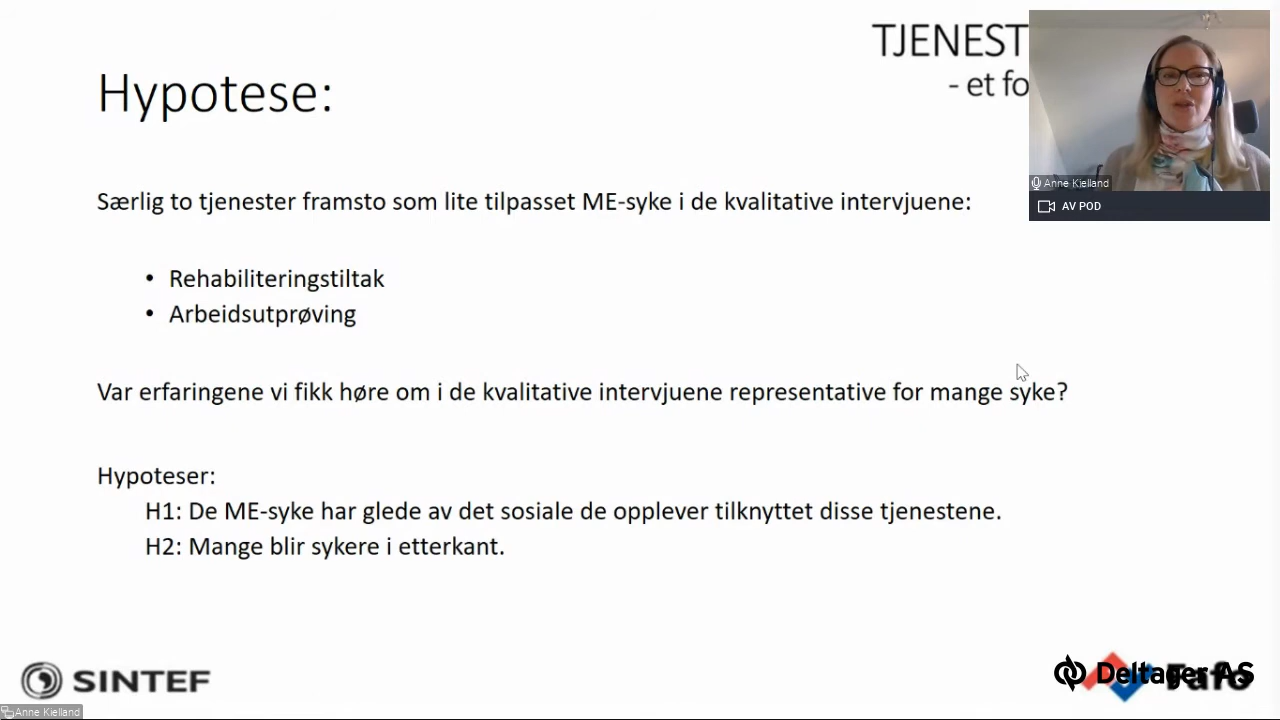 TJENEST
- et fo
Hypotese:
Særlig to tjenester framsto som lite tilpasset ME-syke i de kvalitative intervjuene:
• Rehabiliteringstiltak
• Arbeidsutprøving
Var erfaringene vi fikk høre om i de kvalitative intervjuene representative for mange syke?
Hypoteser:
H1: De ME-syke har glede av det sosiale de opplever tilknyttet disse tjenestene.
H2: Mange blir sykere i etterkant.
Anne Kielland
AV POD
SINTEF
Deltager AS
Fafo
Anne Kielland